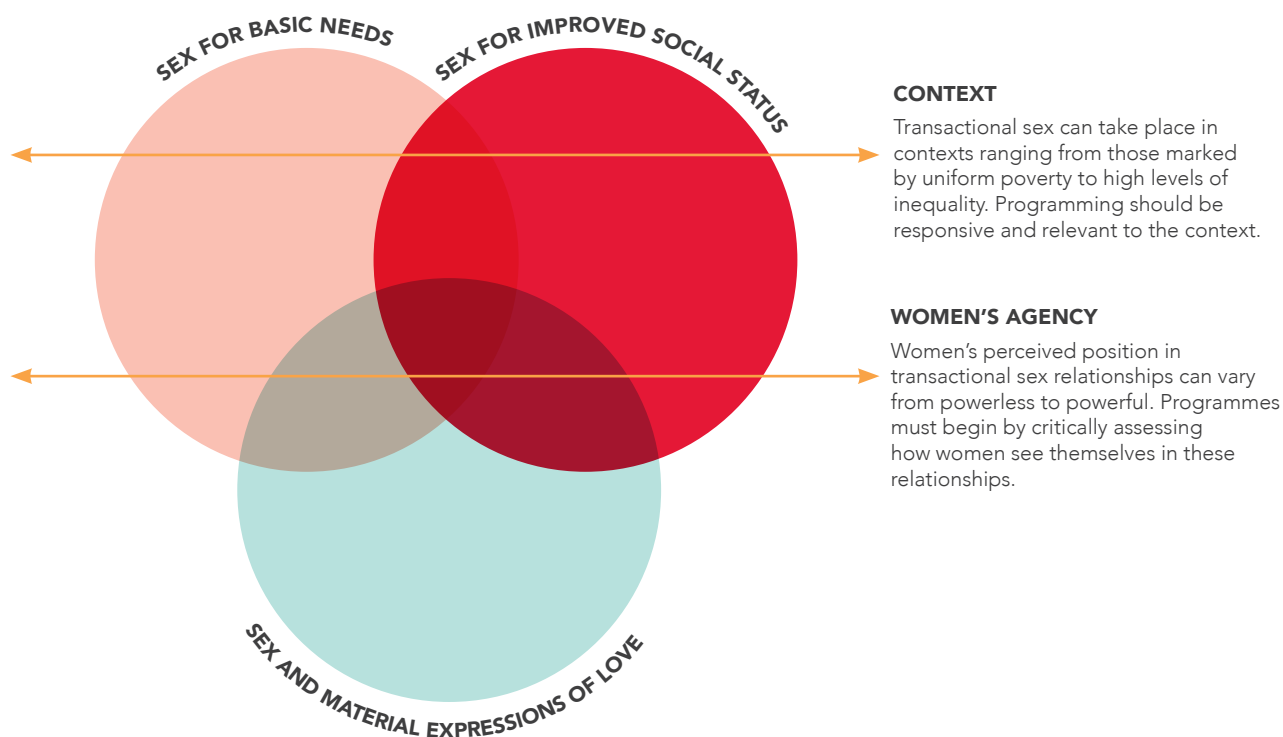 SEX FOR BASIC NEEDS
SEX FOR IMPROVED SOCIAL STATUS
CONTEXT
Transactional sex can take place in
contexts ranging from those marked
by uniform poverty to high levels of
inequality. Programming should be
responsive and relevant to the context.
WOMEN’S AGENCY
Women’s perceived position in
transactional sex relationships can vary
from powerless to powerful. Programmes
must begin by critically assessing
how women see themselves in these
relationships.
SEX AND MATERIAL EXPRESSIONS OF LOVE